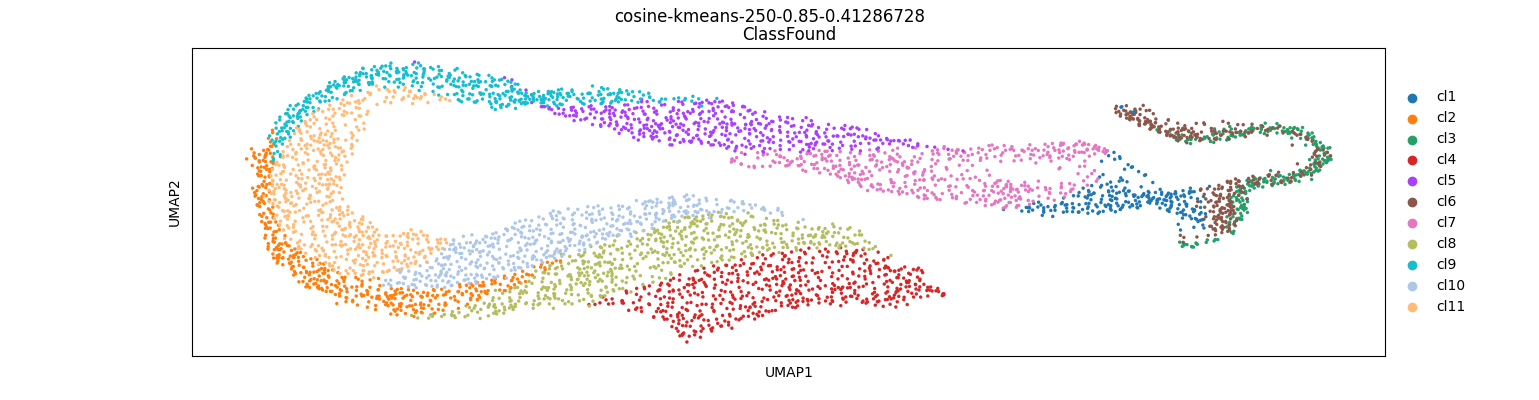 cosine-kmeans-250-0.85-0.41286728
ClassFound
UMAP2
UMAP1
cl1
cl2
cl3
cl4
cl5
cl6
cl7
cl8
cl9
cl10
cl11